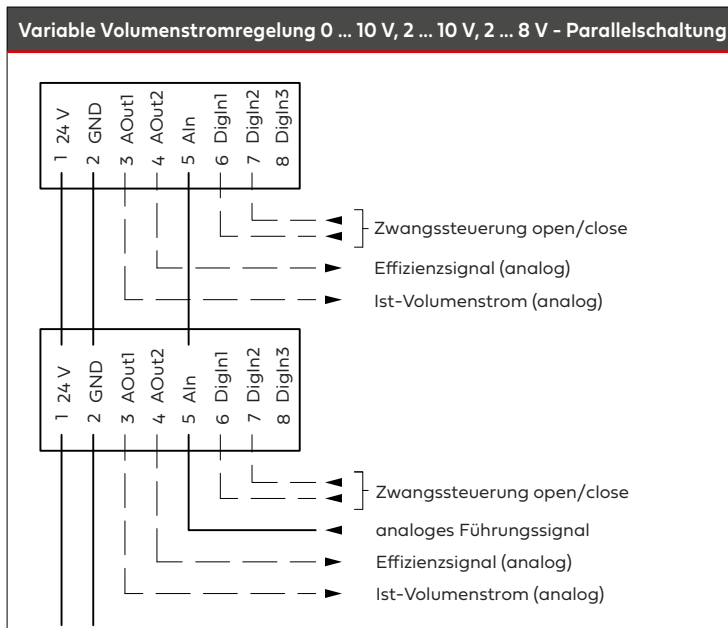 Variable Volumenstromregelung 0 ... 10 V, 2 ... 10 V, 2 ... 8 V - Parallelschaltung
1 24 V
2 GND
3 AOut1
4 AOut2
5 AIn
6 DigIn1
7 DigIn2
8 DigIn3
Zwangssteuerung open/close
Effizienzsignal (analog)
Ist-Volumenstrom (analog)
1 24 V
2 GND
3 AOut1
4 AOut2
5 AIn
6 DigIn1
7 DigIn2
8 DigIn3
Zwangssteuerung open/close
analoges Führungssignal
Effizienzsignal (analog)
Ist-Volumenstrom (analog)